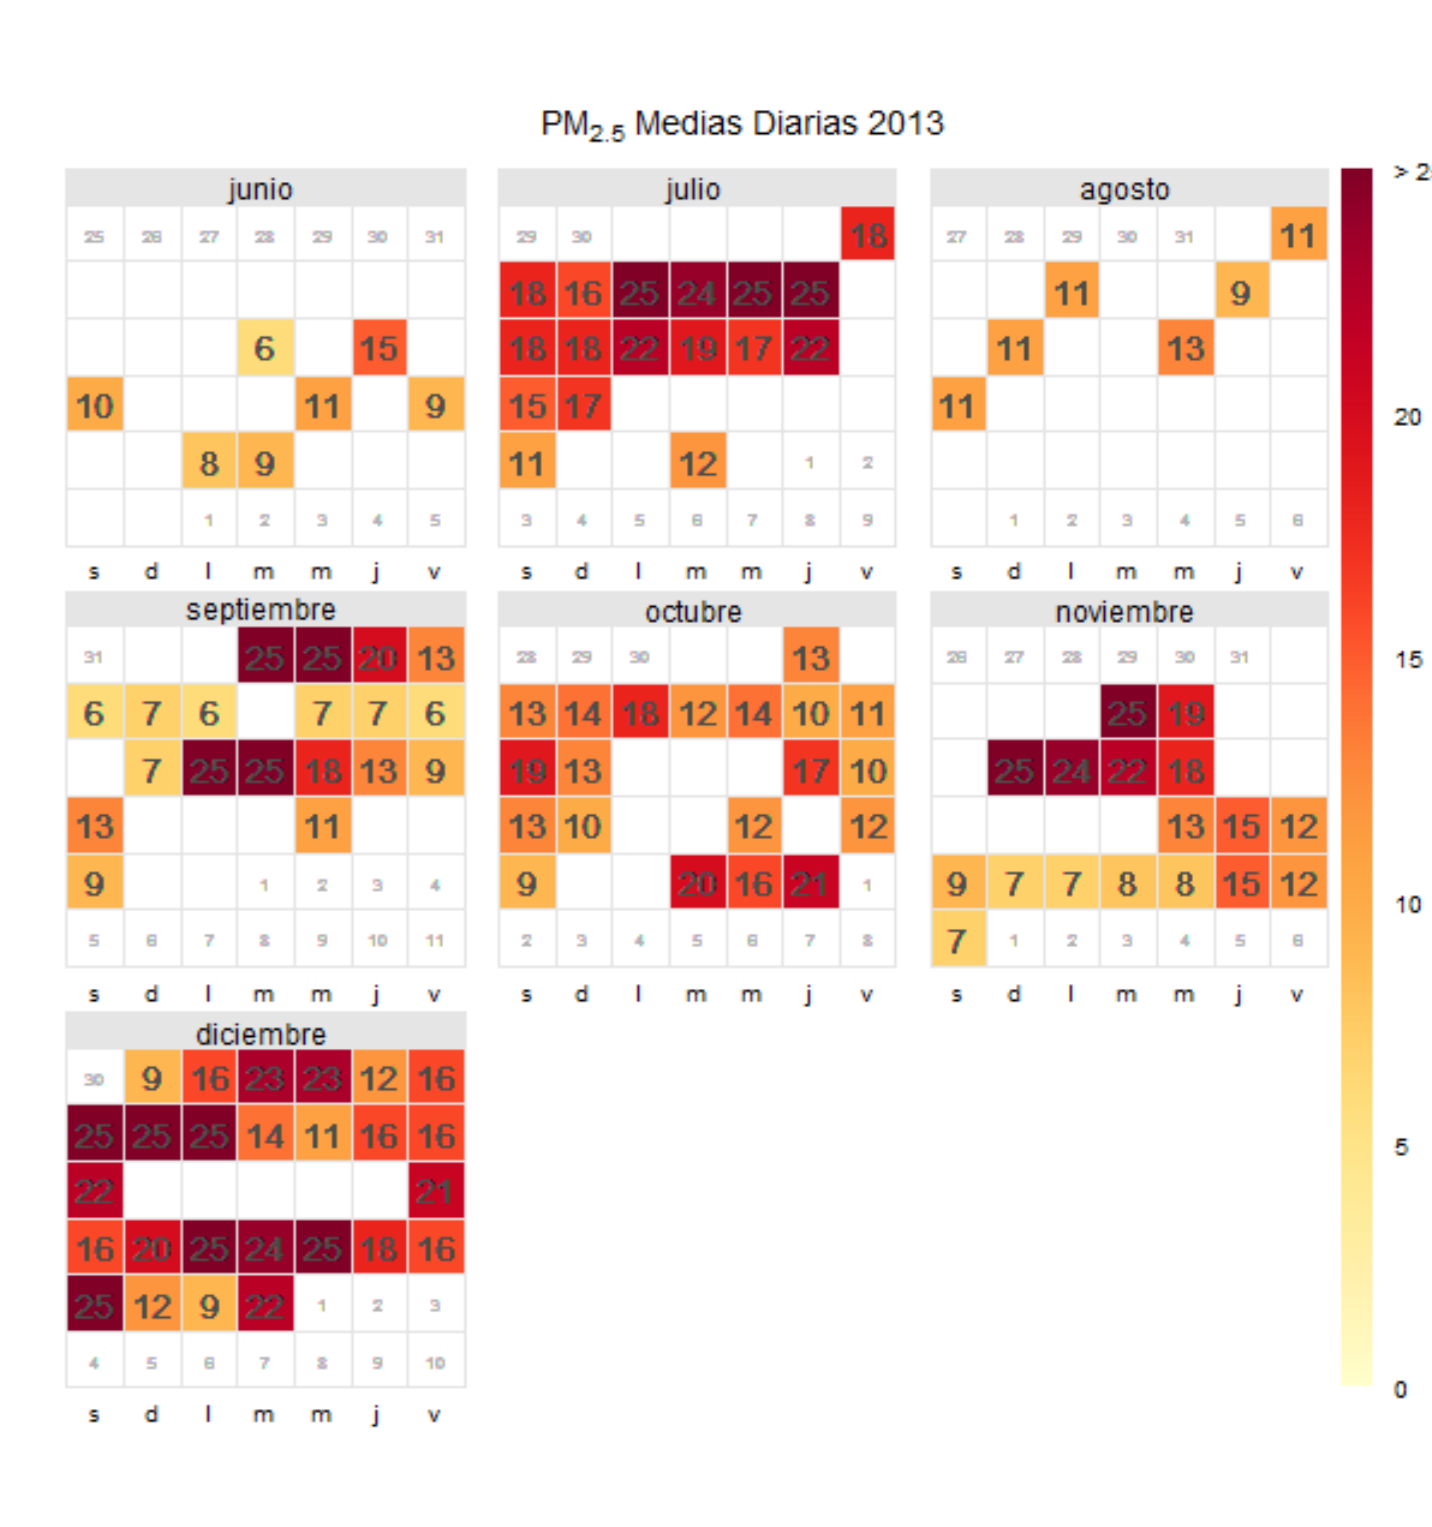 PM2.5 Medias Diarias 2013
junio julio agosto
25 26 27 28 29 30 31 29 30 18 27 28 29 30 31 11
18 16 25 24 25 25 11 9
6 15 18 18 22 19 17 22 11 13
10 11 9 15 17 11
8 9 11 12 1 2
1 2 3 4 5 3 4 5 6 7 8 9 1 2 3 4 5 6
s d l m m j v s d l m m j v s d l m m j v
septiembre octubre noviembre
31 25 25 20 13 28 29 30 13 26 27 28 29 30 31
6 7 6 7 7 6 13 14 18 12 14 10 11 25 19
7 25 25 18 13 9 19 13 17 10 25 24 22 18
13 11 13 10 12 12 13 15 12
9 1 2 3 4 9 20 16 21 1 9 7 7 8 8 15 12
5 6 7 8 9 10 11 2 3 4 5 6 7 8 7 1 2 3 4 5 6
s d l m m j v s d l m m j v s d l m m j v
diciembre
30 9 16 23 23 12 16
25 25 25 14 11 16 16
22 21
16 20 25 24 25 18 16
25 12 9 22 1 2 3
4 5 6 7 8 9 10
s d l m m j v
20
15
10
5
0